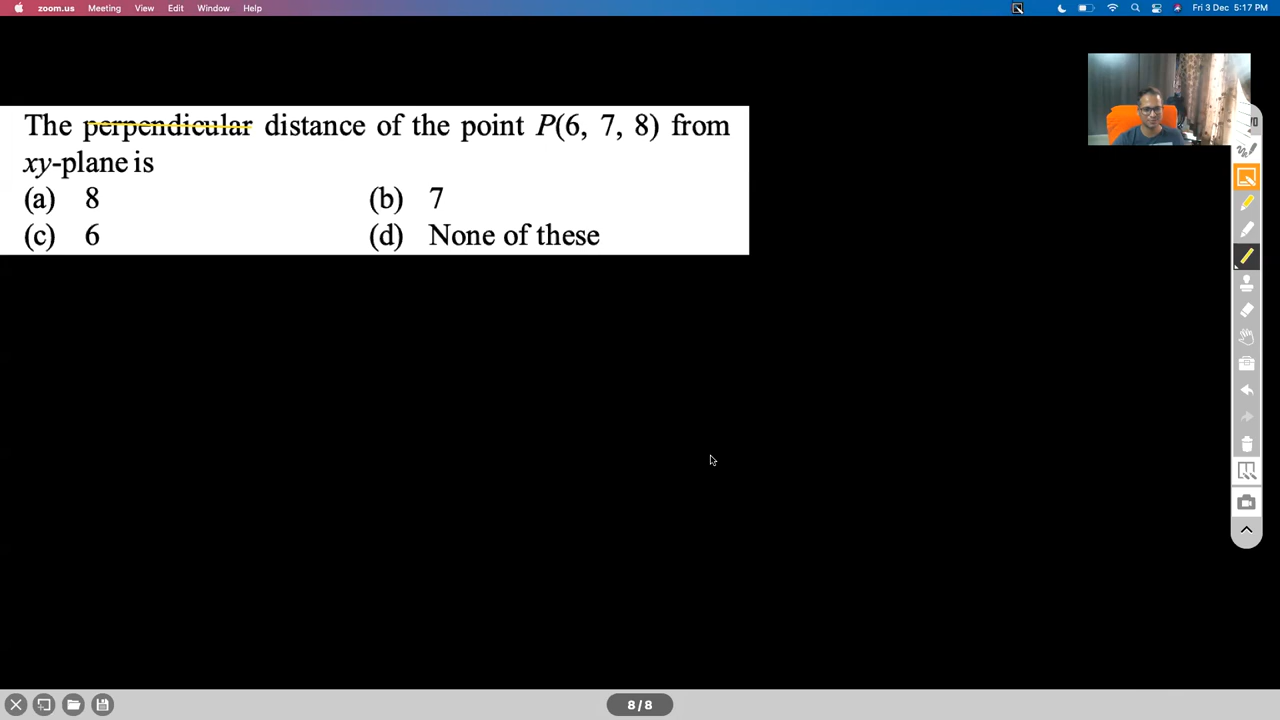 zoom.us Meeting View Edit Window Help Fri 3 Dec 5:17 PM
The perpendicular distance of the point P(6, 7, 8) from
xy-plane is
(a) 8 (b) 7
(c) 6 (d) None of these
8 / 8